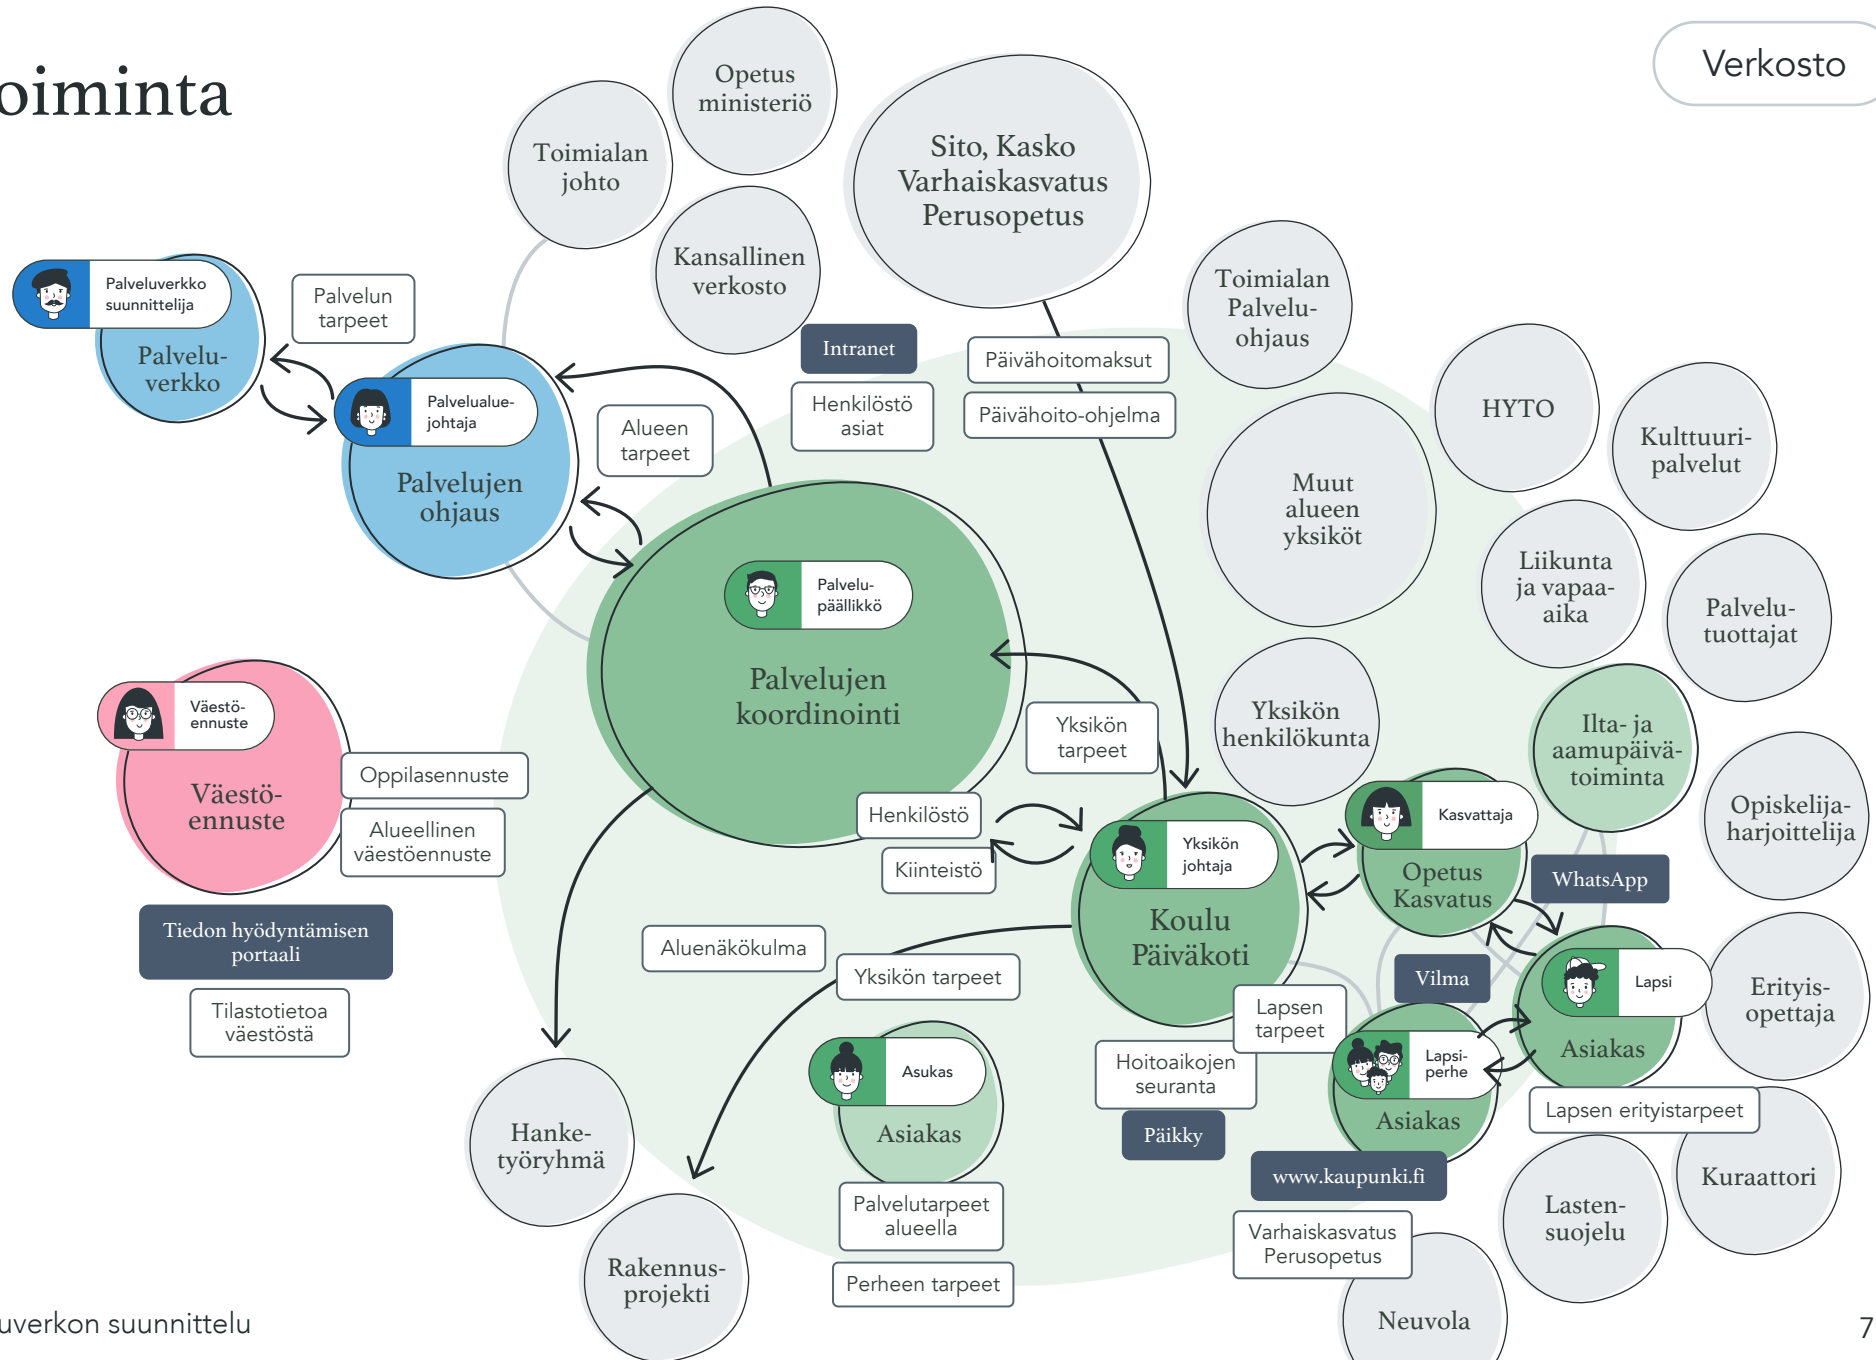 oiminta
Verkosto
Opetus
ministeriö
Toimialan
johto
Sito, Kasko
Varhaiskasvatus
Perusopetus
Kansallinen
verkosto
Toimialan
Palvelu-
ohjaus
Palveluverkko
suunnittelija
Palvelu-
verkko
Palvelun
tarpeet
Intranet
Henkilöstö
asiat
Päivähoitomaksut
Päivähoito-ohjelma
Palvelualue-
johtaja
Palvelujen
ohjaus
Alueen
tarpeet
HYTO
Kulttuuri-
palvelut
Muut
alueen
yksiköt
Liikunta
ja vapaa-
aika
Palvelu-
tuottajat
Palvelu-
päällikkö
Palvelujen
koordinointi
Väestö-
ennuste
Väestö-
ennuste
Oppilasennuste
Alueellinen
väestöennuste
Tiedon hyödyntämisen
portaali
Tilastotietoa
väestöstä
Yksikön
tarpeet
Yksikön
henkilökunta
Ilta- ja
aamupäivä-
toiminta
Opiskelija-
harjoittelija
Henkilöstö
Kiinteistö
Yksikön
johtaja
Koulu
Päiväkoti
Kasvattaja
Opetus
Kasvatus
WhatsApp
Aluenäkökulma
Yksikön tarpeet
Vilma
Lapsi
Asiakas
Erityis-
opettaja
Lapsen
tarpeet
Hoitoaikojen
seuranta
Päikky
Lapsi-
perhe
Asiakas
Lapsen erityistarpeet
Asukas
Asiakas
Hanke-
työryhmä
www.kaupunki.fi
Varhaiskasvatus
Perusopetus
Kuraattori
Lasten-
suojelu
Palvelutarpeet
alueella
Perheen tarpeet
Rakennus-
projekti
Neuvola
uverkon suunnittelu
7